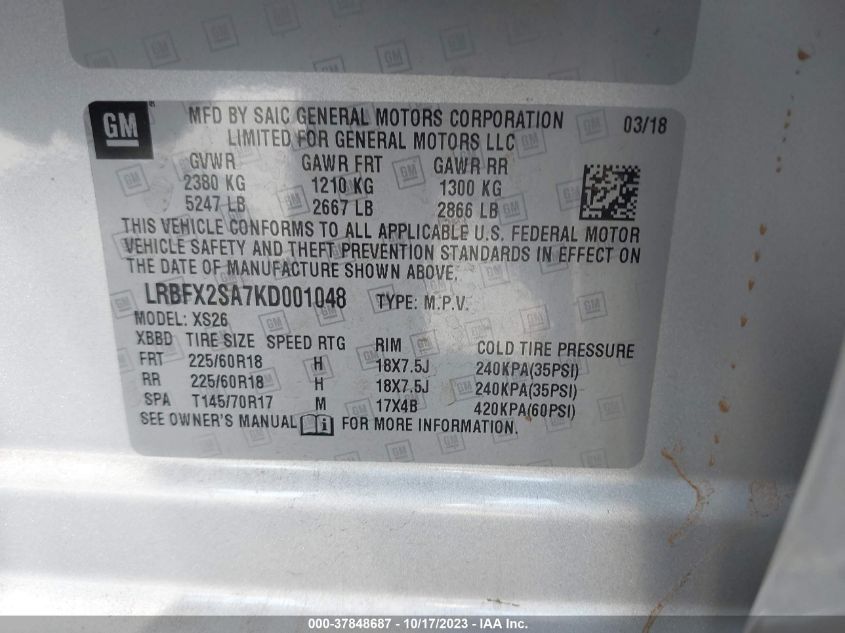 GM
MFD BY SAIC GENERAL MOTORS CORPORATION 03/18
LIMITED FOR GENERAL MOTORS LLC
GVWR GAWR FRT GAWR RR
2380 KG 1210 KG 1300 KG
5247 LB 2667 LB 2866 LB
THIS VEHICLE CONFORMS TO ALL APPLICABLE U.S. FEDERAL MOTOR
VEHICLE SAFETY AND THEFT PREVENTION STANDARDS IN EFFECT ON
THE DATE OF MANUFACTURE SHOWN ABOVE.
LRBFX2SA7KD001048 TYPE: M.P.V.
MODEL: XS26
XBBD TIRE SIZE SPEED RTG RIM COLD TIRE PRESSURE
FRT 225/60R18 H 18X7.5J 240KPA(35PSI)
RR 225/60R18 H 18X7.5J 240KPA(35PSI)
SPA T145/70R17 M 17X4B 420KPA(60PSI)
SEE OWNER'S MANUAL FOR MORE INFORMATION.
000-37848687 - 10/17/2023 - IAA Inc.